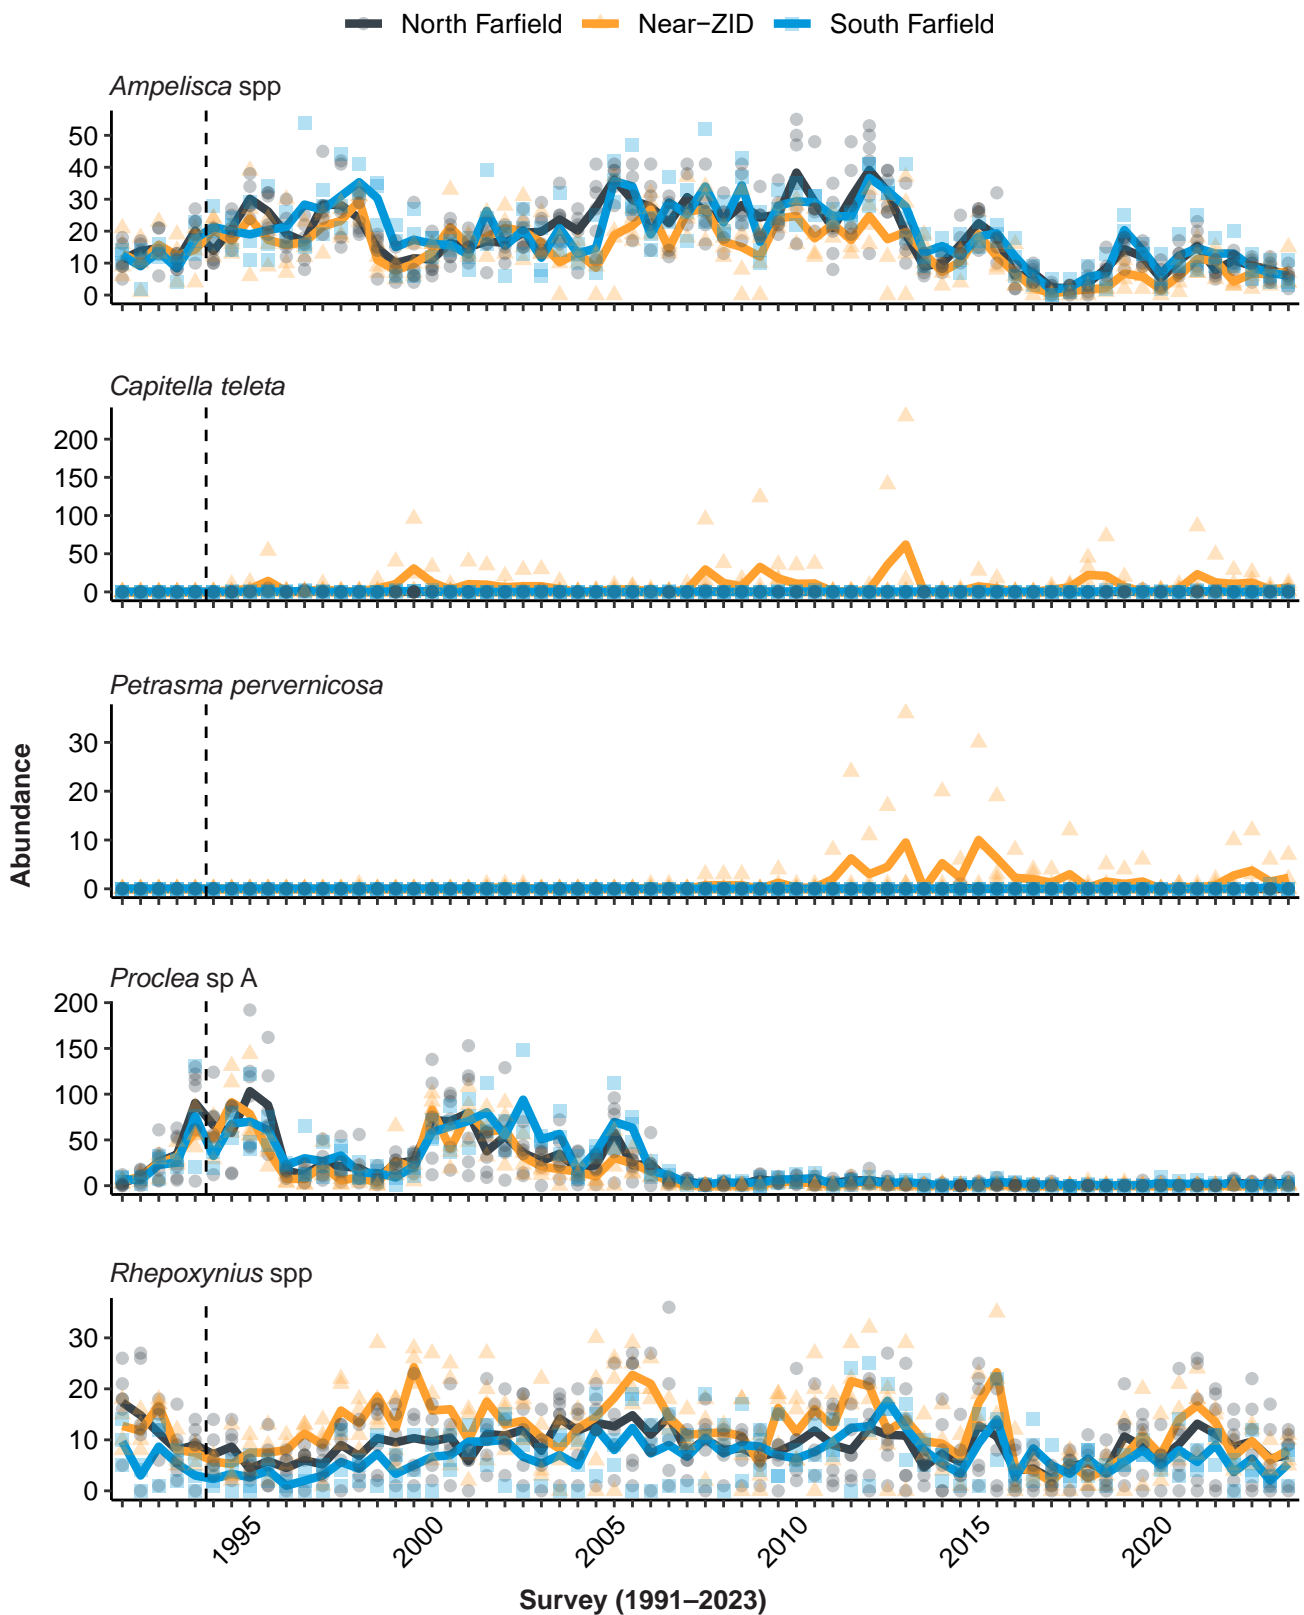 North Farfield Near−ZID South Farfield
Ampelisca spp
50
40
30
20
10
0
Capitella teleta
200
150
100
50
0
Petrasma pervernicosa
30
20
10
0
Abundance
Proclea sp A
200
150
100
50
0
Rhepoxynius spp
30
20
10
0
1995 2000 2005 2010 2015 2020
Survey (1991–2023)